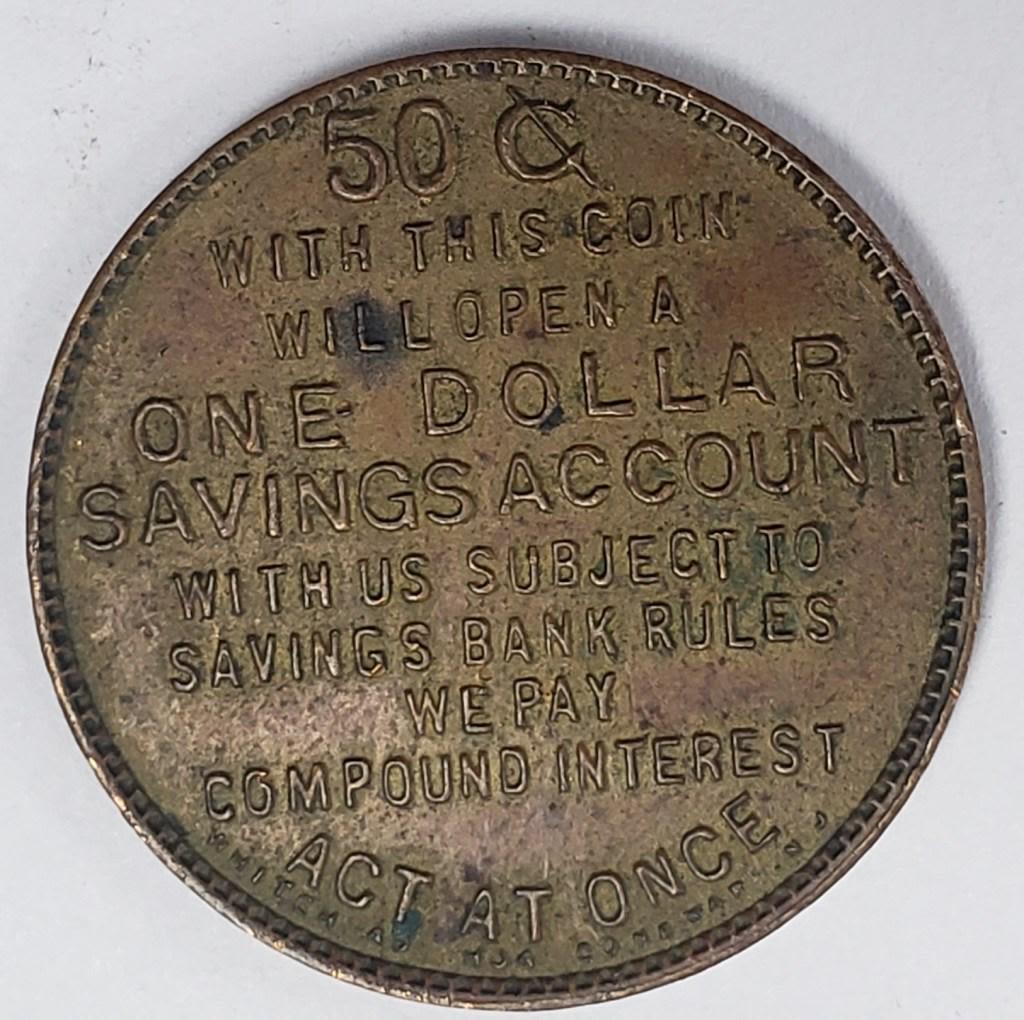 50 ¢
WITH THIS COIN
WILL OPEN A
ONE DOLLAR
SAVINGS ACCOUNT
WITH US SUBJECT TO
SAVINGS BANK RULES
WE PAY
COMPOUND INTEREST
ACT AT ONCE